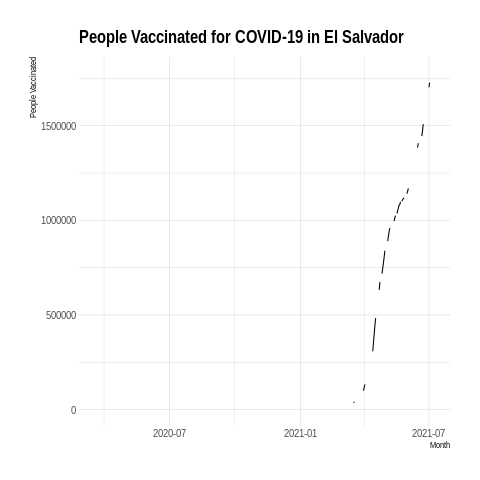 People Vaccinated for COVID-19 in El Salvador
People Vaccinated
1500000
1000000
500000
0
2020-07 2021-01 2021-07
Month